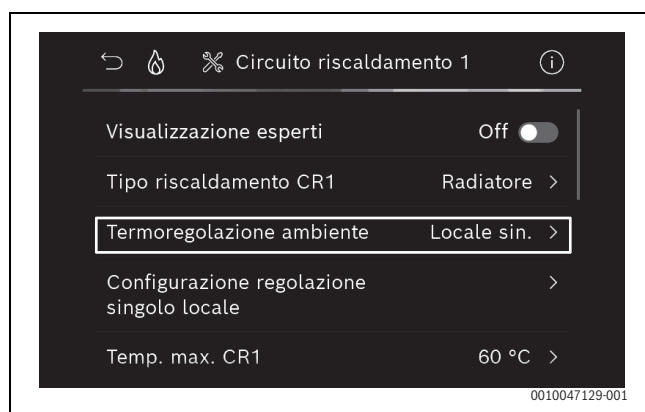 Circuito riscaldamento 1
Visualizzazione esperti Off
Tipo riscaldamento CR1 Radiatore >
Termoregolazione ambiente Locale sin. >
Configurazione regolazione >
singolo locale
Temp. max. CR1 60 °C >
0010047129-001